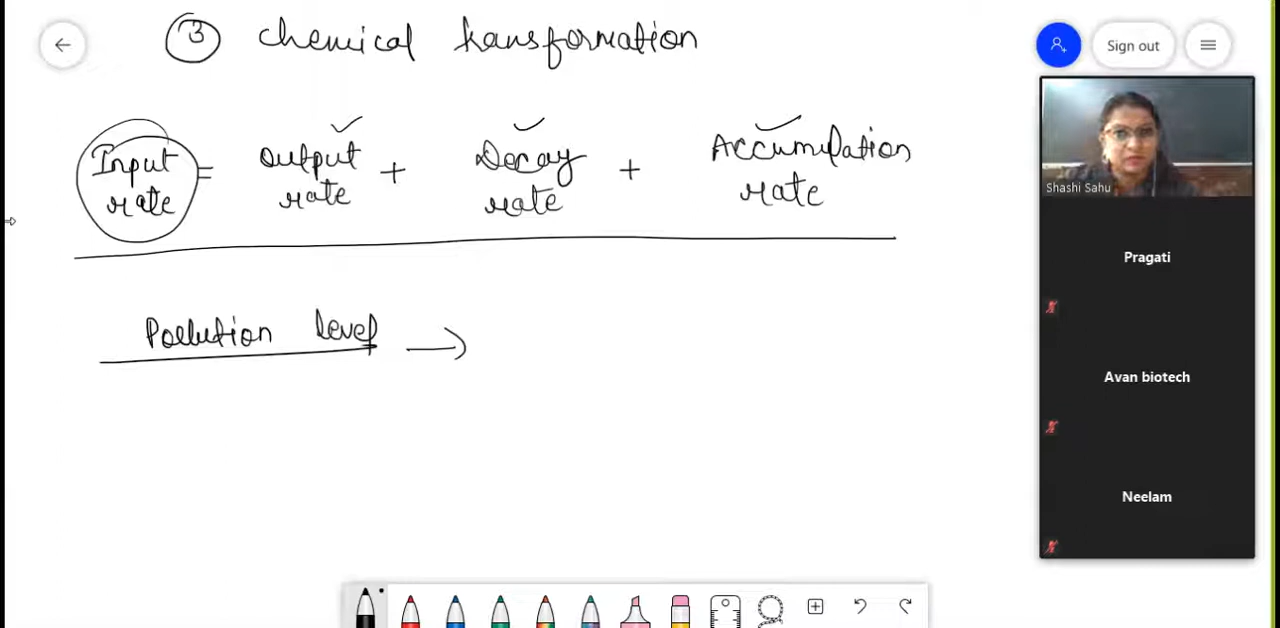 ③ Chemical transformation
Sign out
Input rate = Output rate + Decay rate + Accumulation rate
Shashi Sahu
Pragati
Pollution level →
Avan biotech
Neelam